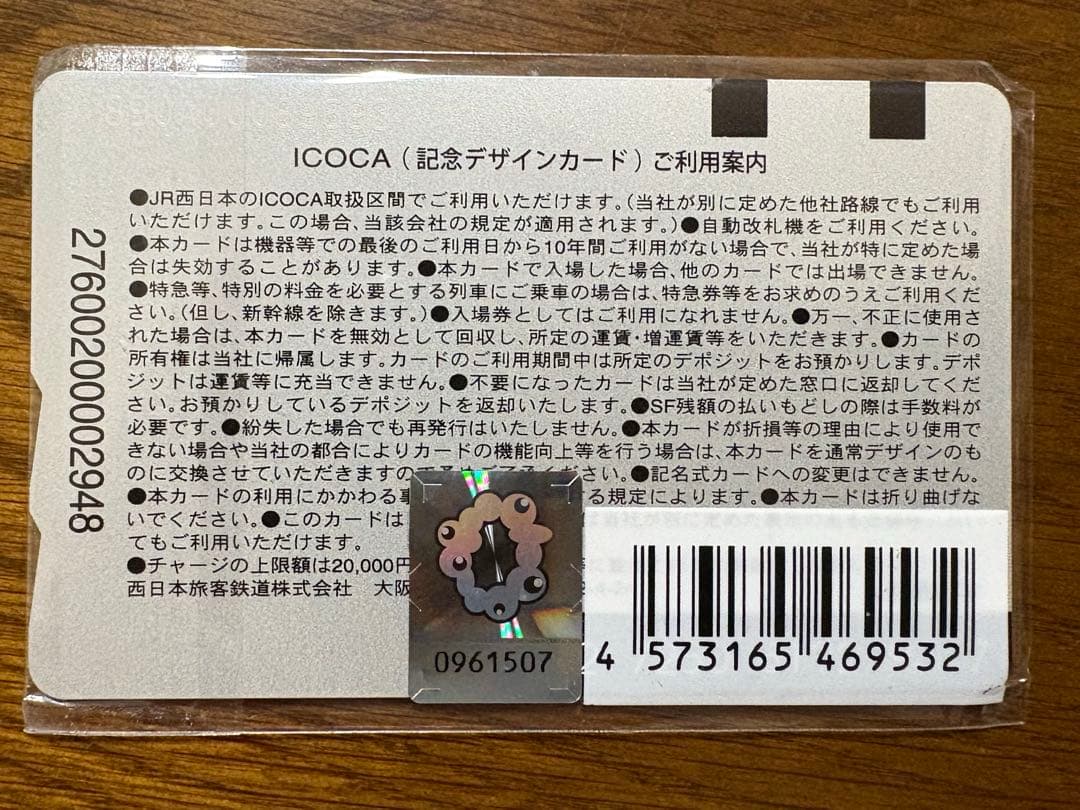 ICOCA（記念デザインカード）ご利用案内
●JR西日本のICOCA取扱区間でご利用いただけます。（当社が別に定めた他社路線でもご利用
いただけます。この場合、当該会社の規定が適用されます。）●自動改札機をご利用ください。
●本カードは機器等での最後のご利用日から10年間ご利用がない場合で、当社が特に定めた場
合は失効することがあります。●本カードで入場した場合、他のカードでは出場できません。
●特急等、特別の料金を必要とする列車にご乗車の場合は、特急券等をお求めのうえご利用くだ
さい。（但し、新幹線を除きます。）●入場券としてはご利用になれません。●万一、不正に使用さ
れた場合は、本カードを無効として回収し、所定の運賃・増運賃等をいただきます。●カードの
所有権は当社に帰属します。カードのご利用期間中は所定のデポジットをお預かりします。デポ
ジットは運賃等に充当できません。●不要になったカードは当社が定めた窓口に返却してくだ
さい。お預かりしているデポジットを返却いたします。●SF残額の払いもどしの際は手数料が
必要です。●紛失した場合でも再発行はいたしません。●本カードが折損等の理由により使用で
きない場合や当社の都合によりカードの機能向上等を行う場合は、本カードを通常デザインのも
のに交換させていただきますので予めご了承ください。●記名式カードへの変更はできません。
●本カードの利用にかかわる事 する規定によります。●本カードは折り曲げな
いでください。●このカードは は当社が別に定めた
てもご利用いただけます。
●チャージの上限額は20,000円
西日本旅客鉄道株式会社 大阪
27600200002948
0961507
4 573165 469532